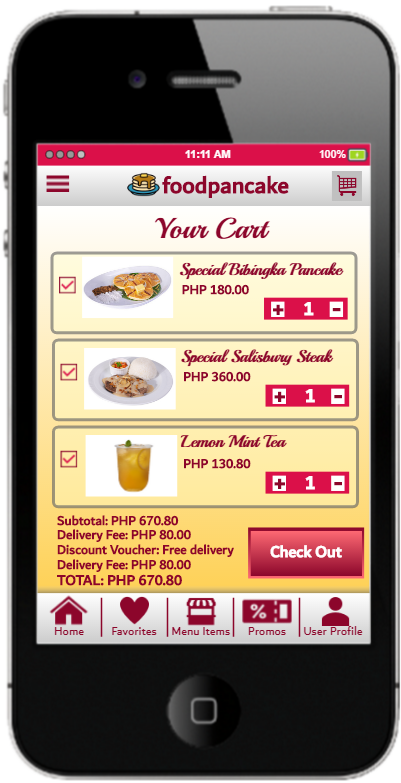 11:11 AM
100%
foodpancake
Your Cart
Special Bibingka Pancake
PHP 180.00
+ 1 -
Special Salisbury Steak
PHP 360.00
+ 1 -
Lemon Mint Tea
PHP 130.80
+ 1 -
Subtotal: PHP 670.80
Delivery Fee: PHP 80.00
Discount Voucher: Free delivery
Delivery Fee: PHP 80.00
TOTAL: PHP 670.80
Check Out
%
Home Favorites Menu Items Promos User Profile